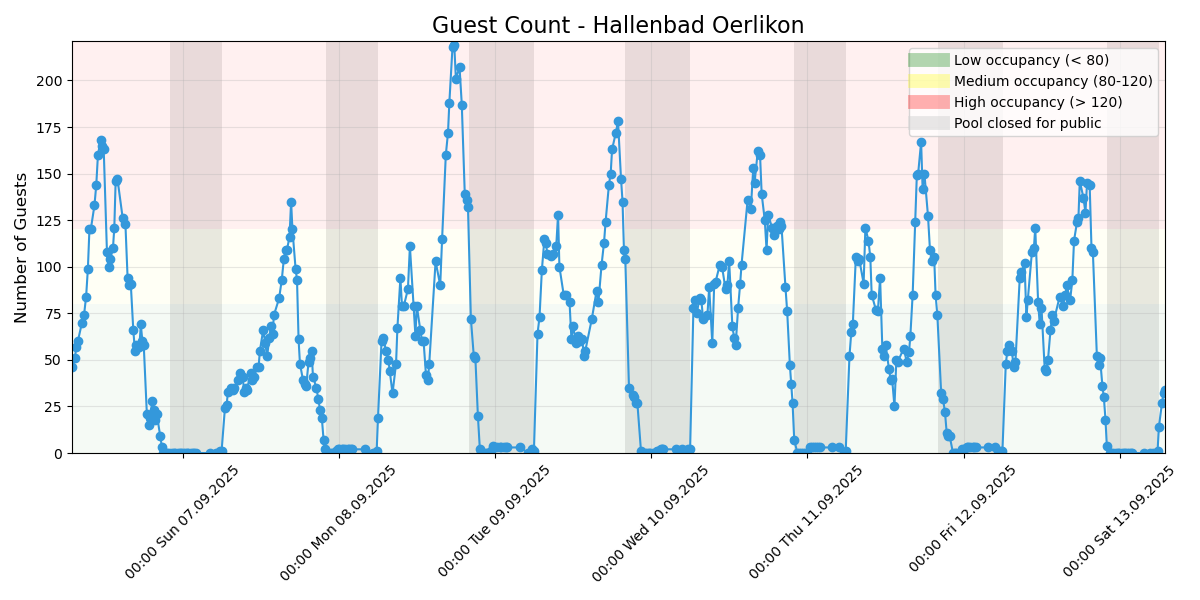 Guest Count - Hallenbad Oerlikon
Number of Guests
200
175
150
125
100
75
50
25
0
Low occupancy (< 80)
Medium occupancy (80-120)
High occupancy (> 120)
Pool closed for public
00:00 Sun 07.09.2025
00:00 Mon 08.09.2025
00:00 Tue 09.09.2025
00:00 Wed 10.09.2025
00:00 Thu 11.09.2025
00:00 Fri 12.09.2025
00:00 Sat 13.09.2025